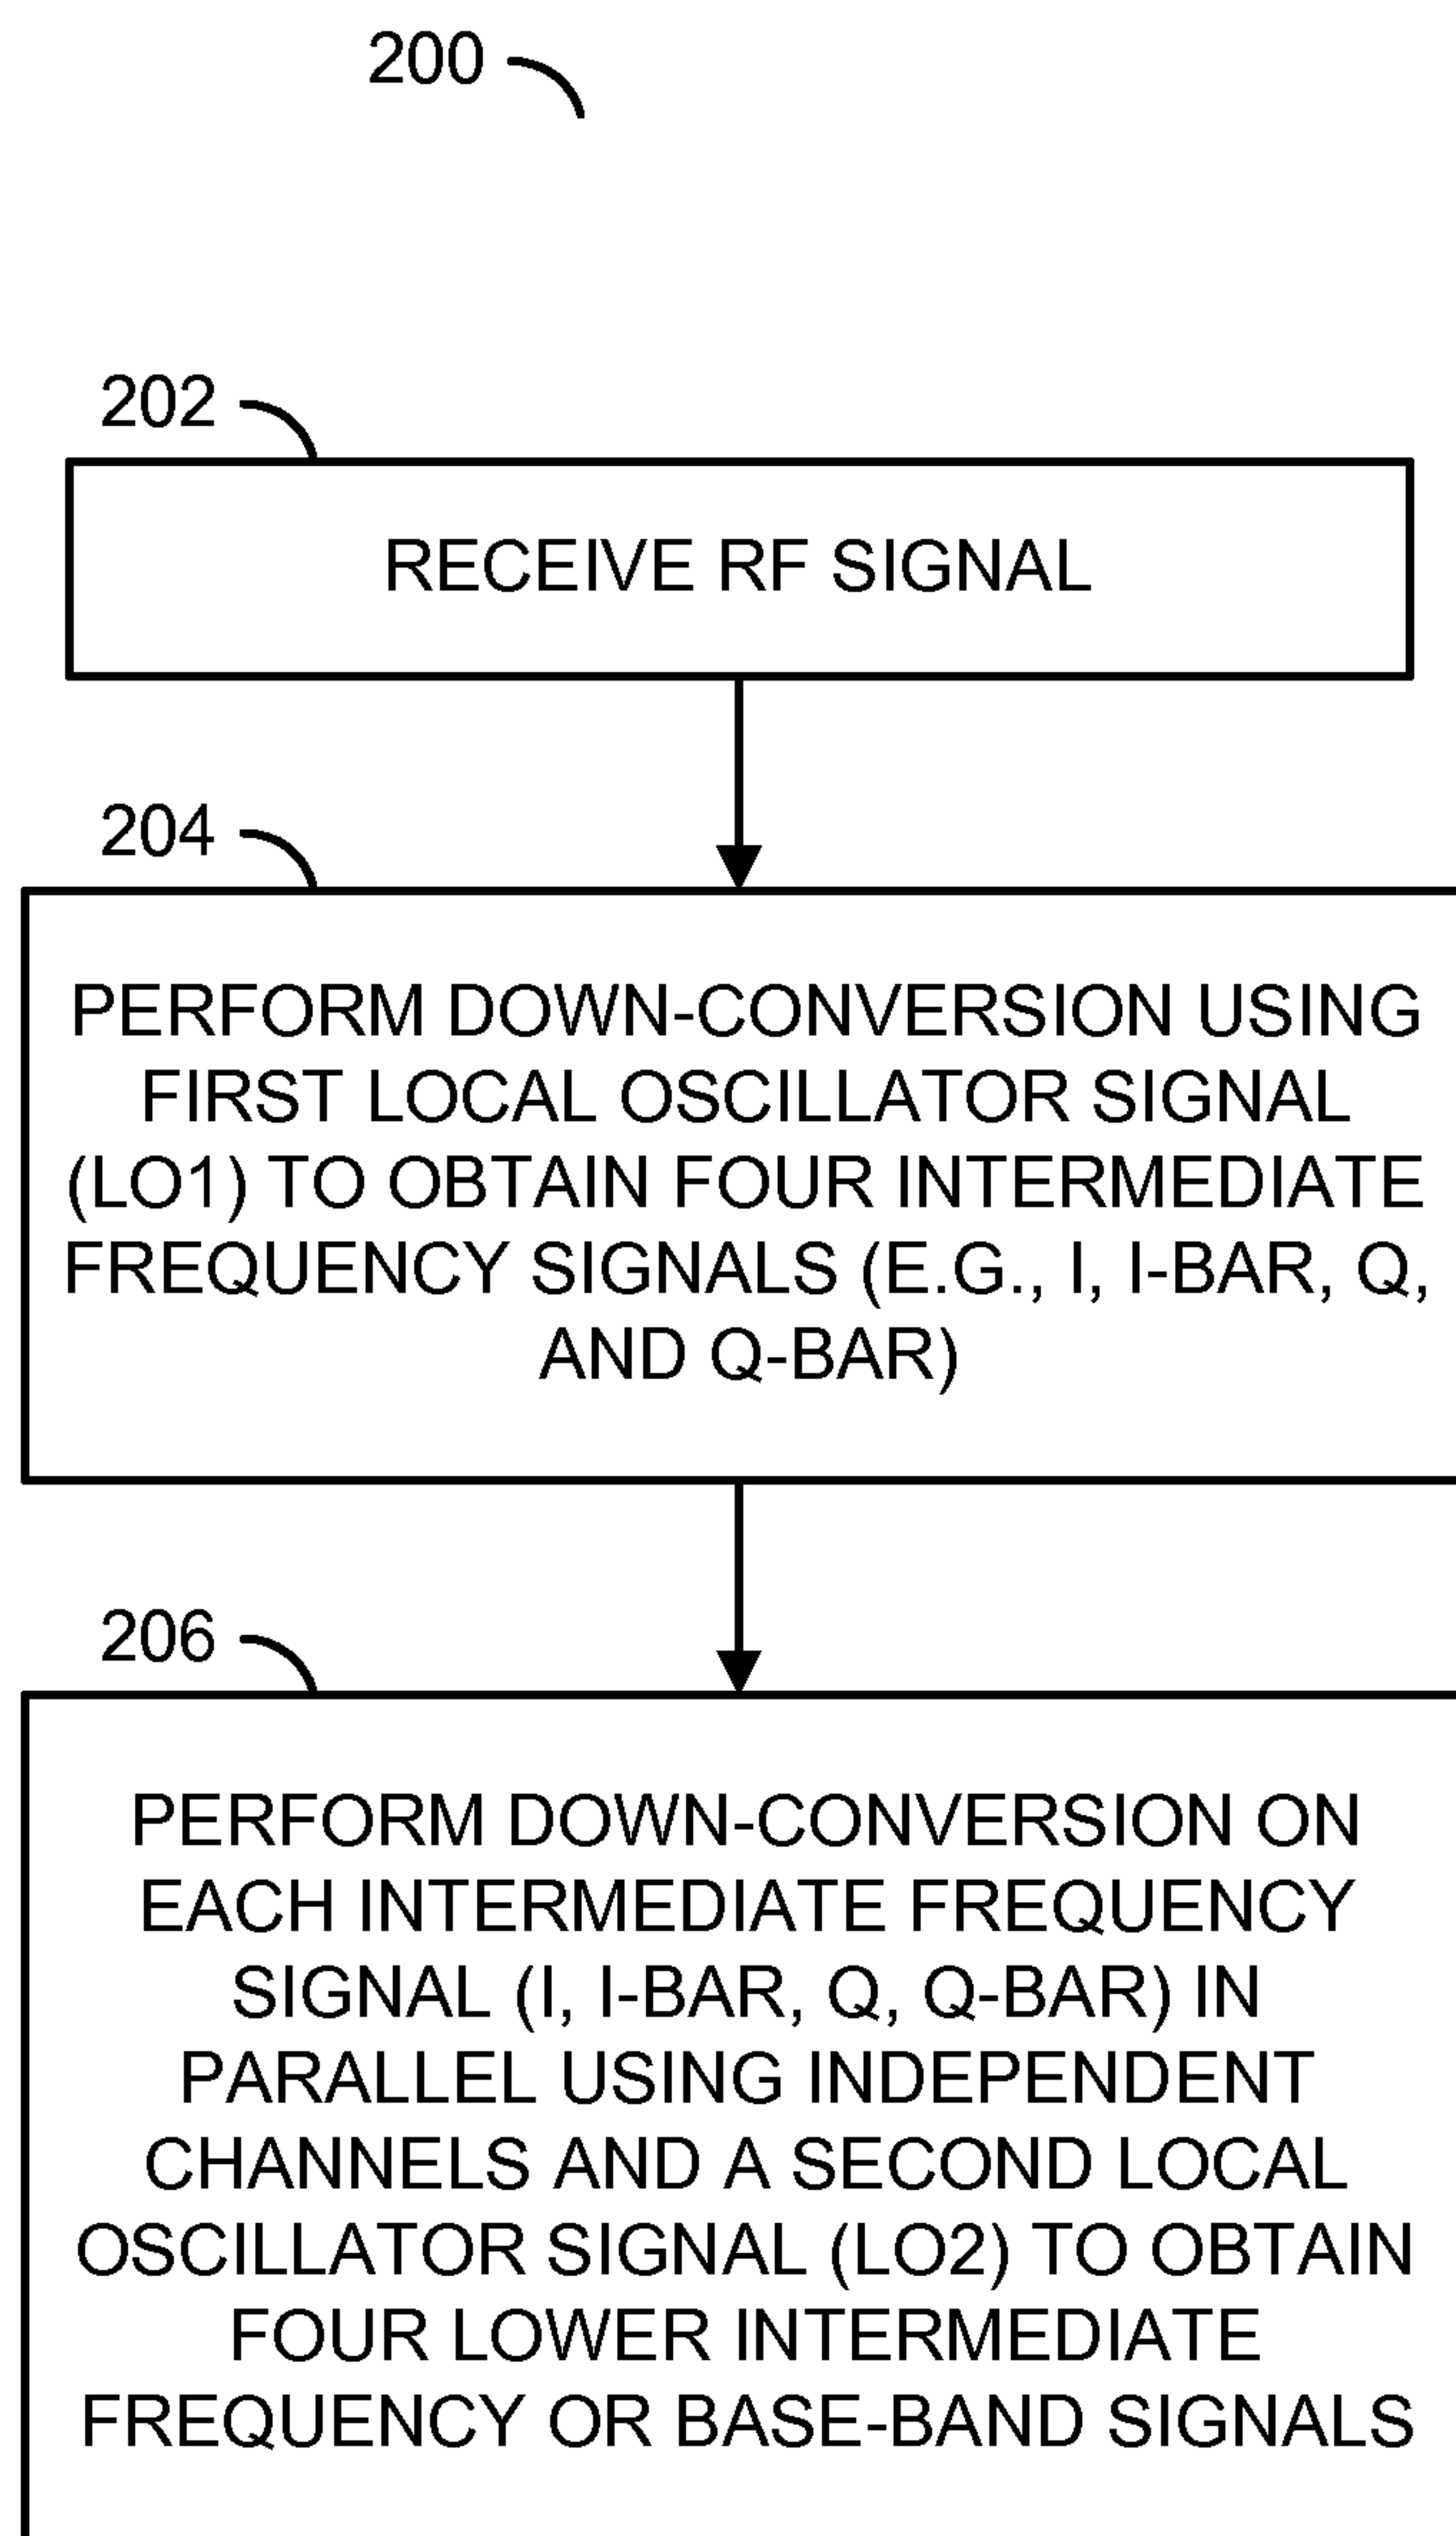 200
202
RECEIVE RF SIGNAL
204
PERFORM DOWN-CONVERSION USING
FIRST LOCAL OSCILLATOR SIGNAL
(LO1) TO OBTAIN FOUR INTERMEDIATE
FREQUENCY SIGNALS (E.G., I, I-BAR, Q,
AND Q-BAR)
206
PERFORM DOWN-CONVERSION ON
EACH INTERMEDIATE FREQUENCY
SIGNAL (I, I-BAR, Q, Q-BAR) IN
PARALLEL USING INDEPENDENT
CHANNELS AND A SECOND LOCAL
OSCILLATOR SIGNAL (LO2) TO OBTAIN
FOUR LOWER INTERMEDIATE
FREQUENCY OR BASE-BAND SIGNALS